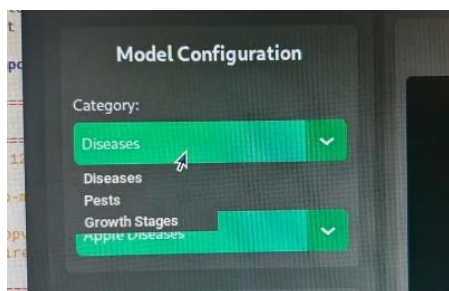 Model Configuration
Category:
Diseases
Diseases
Pests
Growth Stages
Apple Diseases